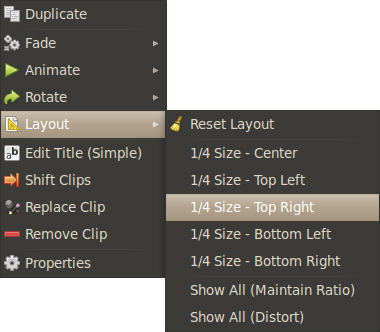 Duplicate
Fade
Animate
Rotate
Layout
Edit Title (Simple)
Shift Clips
Replace Clip
Remove Clip
Properties
Reset Layout
1/4 Size - Center
1/4 Size - Top Left
1/4 Size - Top Right
1/4 Size - Bottom Left
1/4 Size - Bottom Right
Show All (Maintain Ratio)
Show All (Distort)